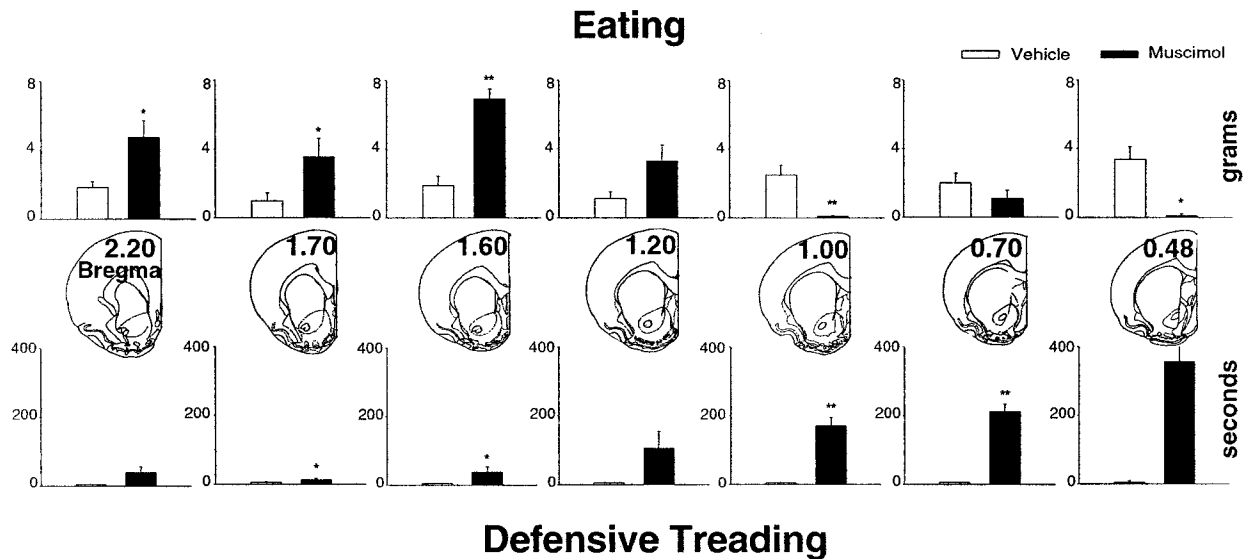 Eating
Vehicle Muscimol
8 8 8 8 8 8 8
* * ** ** *
4 4 4 4 4 4 4
0 0 0 0 0 0 0
grams
2.20 1.70 1.60 1.20 1.00 0.70 0.48
Bregma
400 400 400 400 400 400 400
200 200 200 200 200 200 200
* * ** **
0 0 0 0 0 0 0
seconds
Defensive Treading